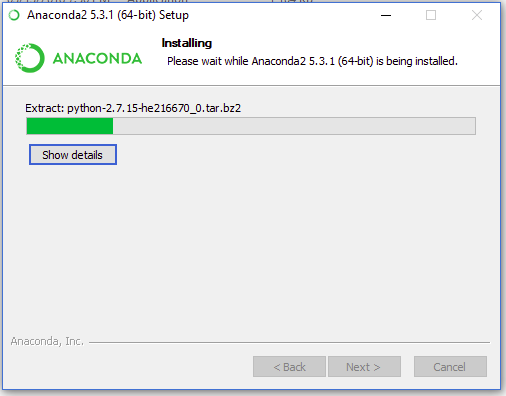 Anaconda2 5.3.1 (64-bit) Setup
Installing
Please wait while Anaconda2 5.3.1 (64-bit) is being installed.
ANACONDA
Extract: python-2.7.15-he216670_0.tar.bz2
Show details
Anaconda, Inc.
< Back
Next >
Cancel